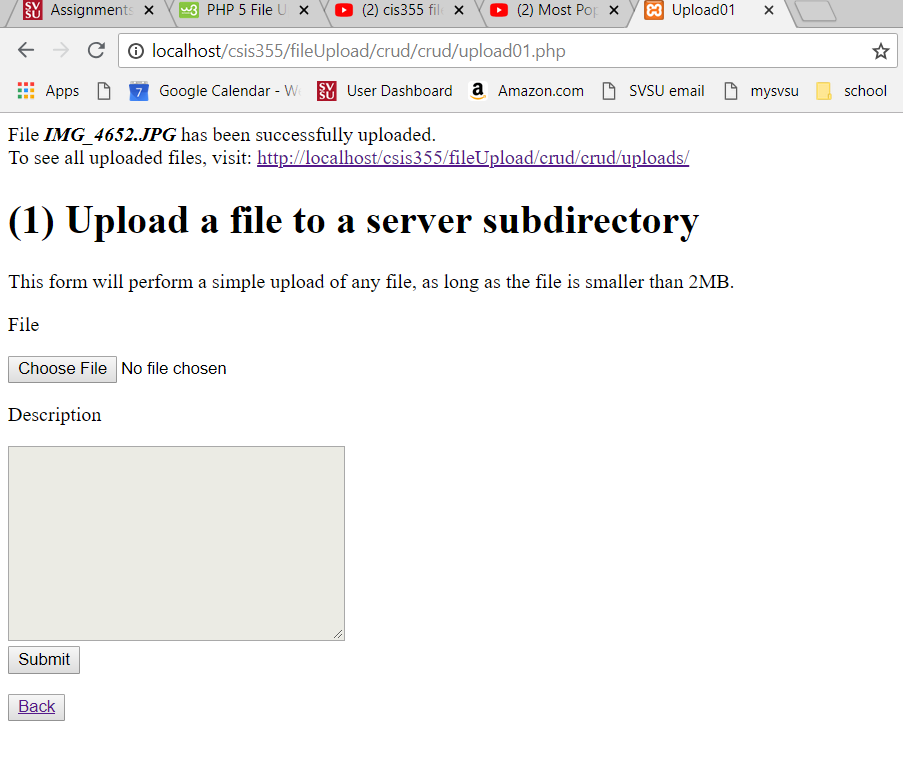 SV SU Assignments PHP 5 File U (2) cis355 fil (2) Most Pop Upload01
localhost/csis355/fileUpload/crud/crud/upload01.php
Apps 7 Google Calendar - W SV SU User Dashboard a Amazon.com SVSU email mysvsu school
File IMG_4652.JPG has been successfully uploaded.
To see all uploaded files, visit: http://localhost/csis355/fileUpload/crud/crud/uploads/
(1) Upload a file to a server subdirectory
This form will perform a simple upload of any file, as long as the file is smaller than 2MB.
File
Choose File No file chosen
Description
Submit
Back